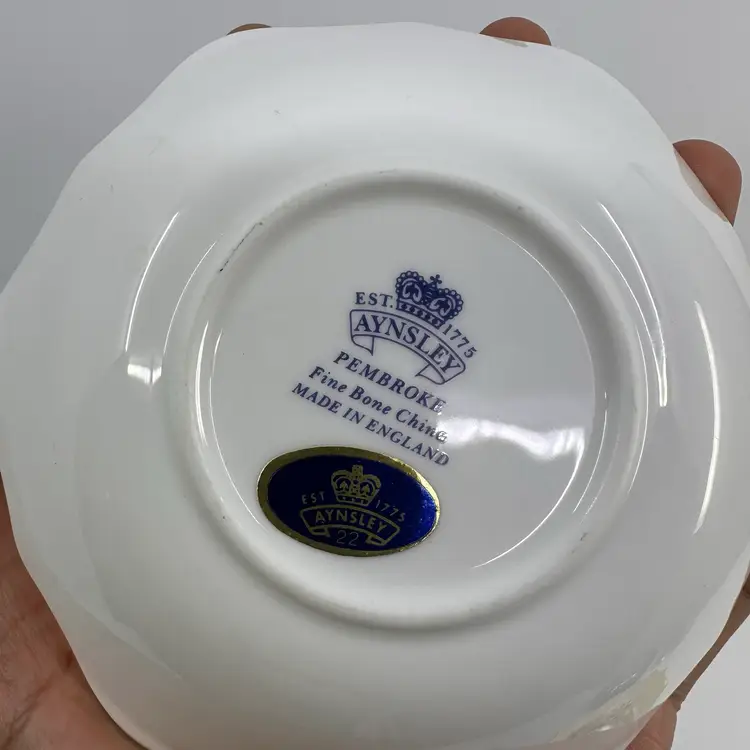 EST. 1775
AYNSLEY
PEMBROKE
Fine Bone China
MADE IN ENGLAND
EST 1775
AYNSLEY
22